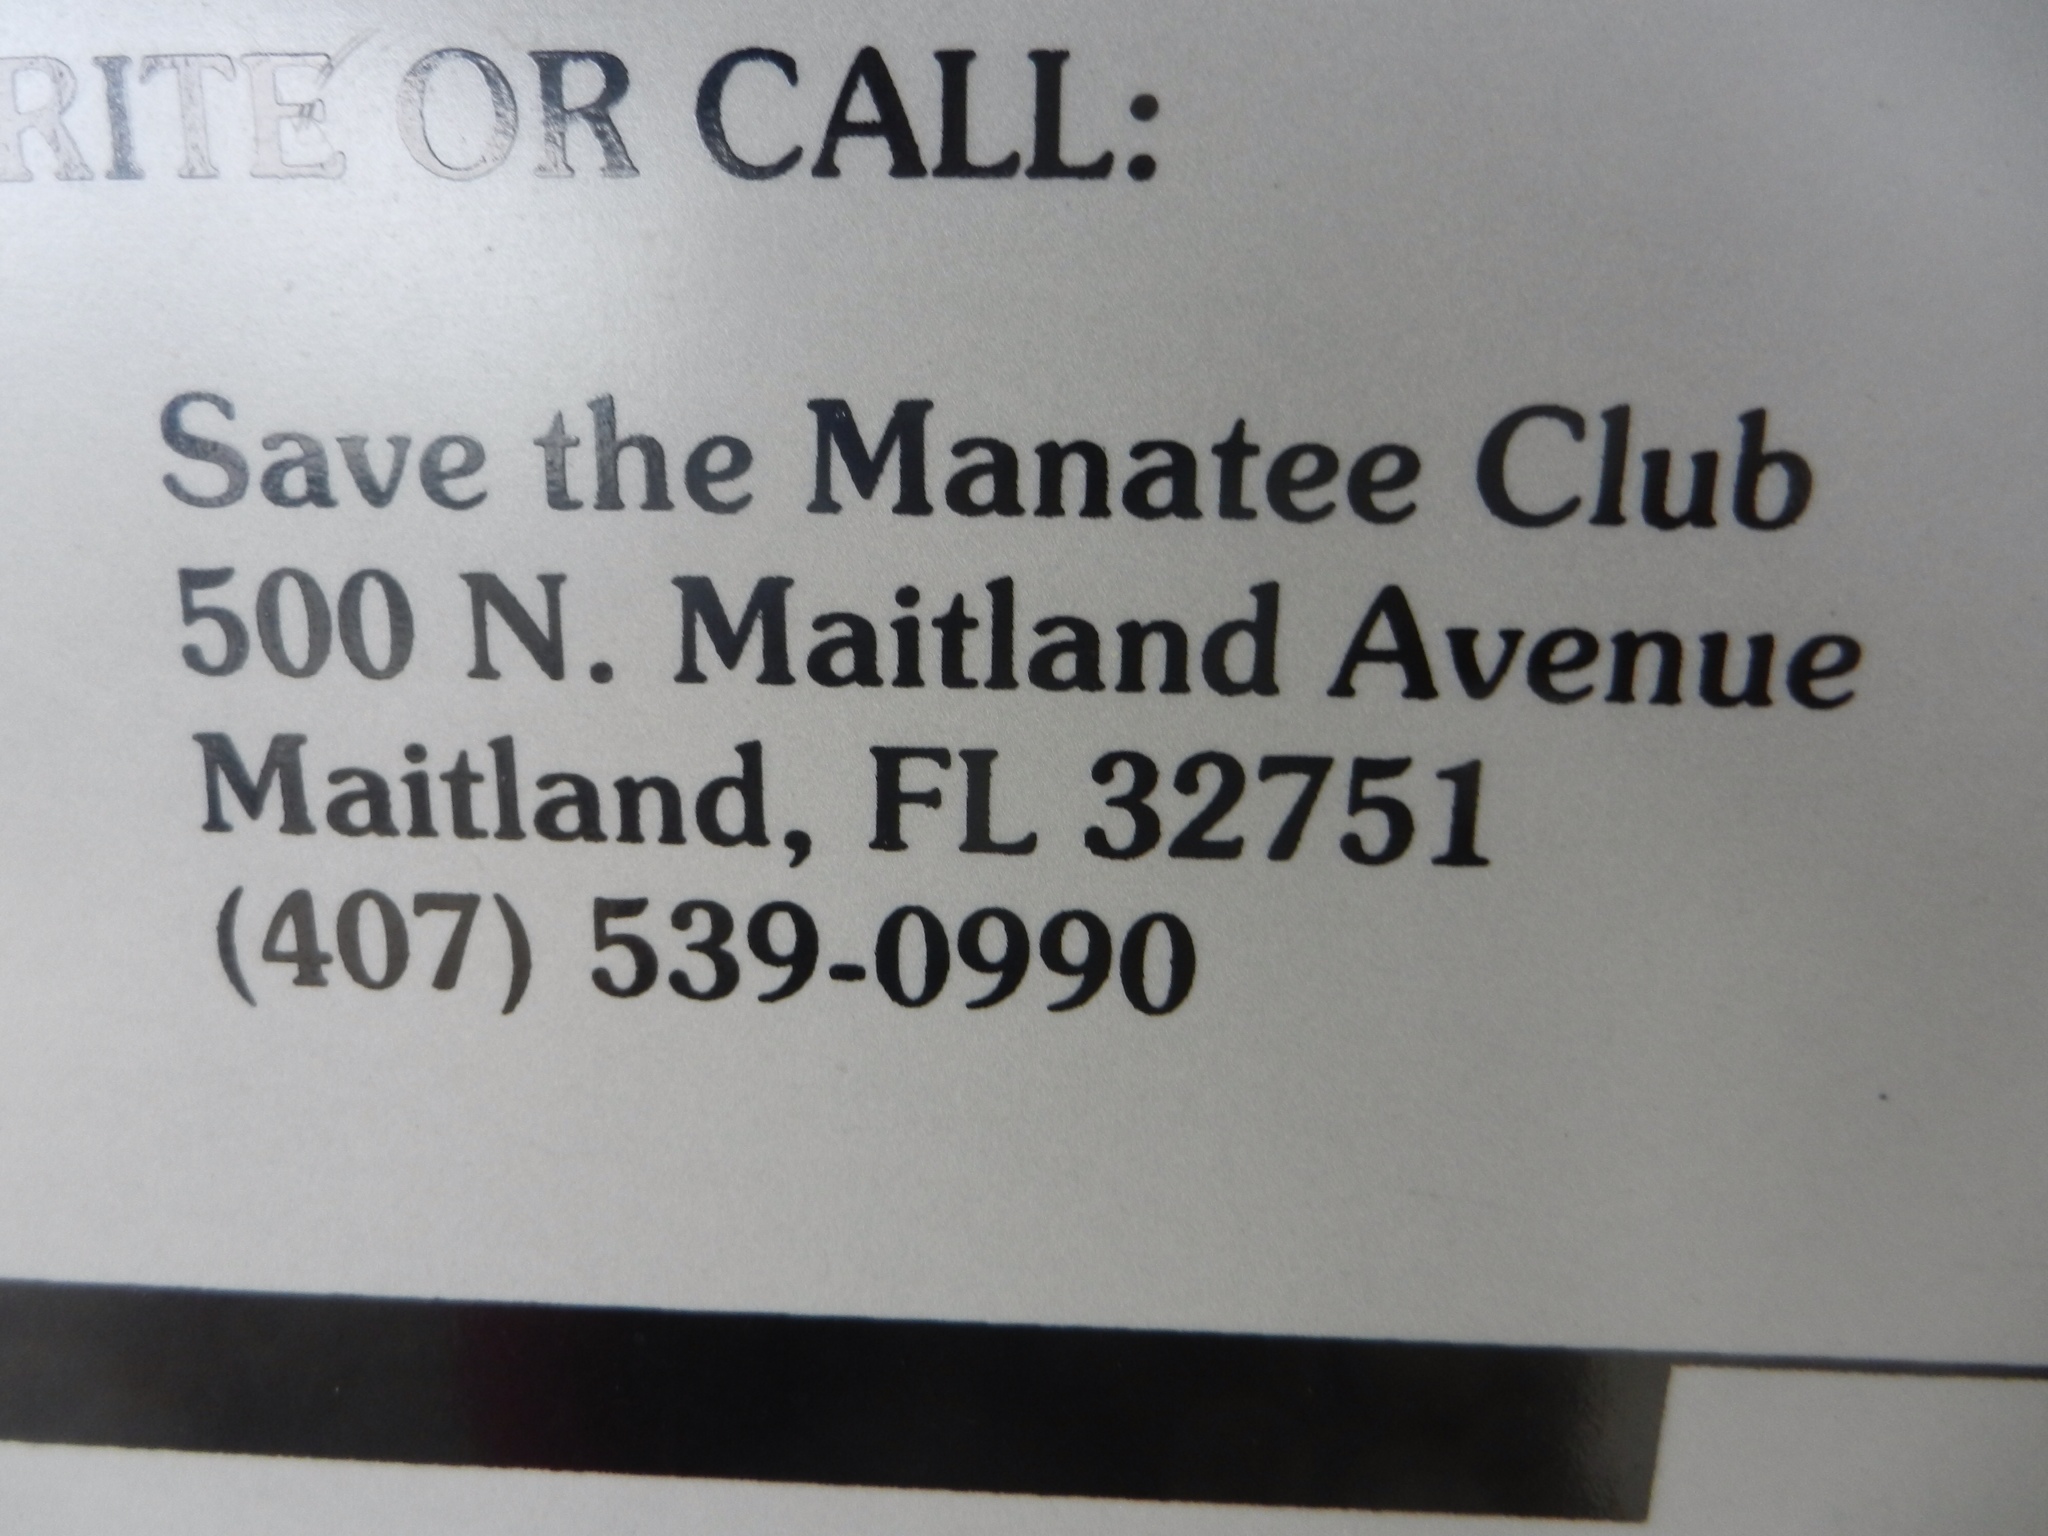 RITE OR CALL:
Save the Manatee Club
500 N. Maitland Avenue
Maitland, FL 32751
(407) 539-0990